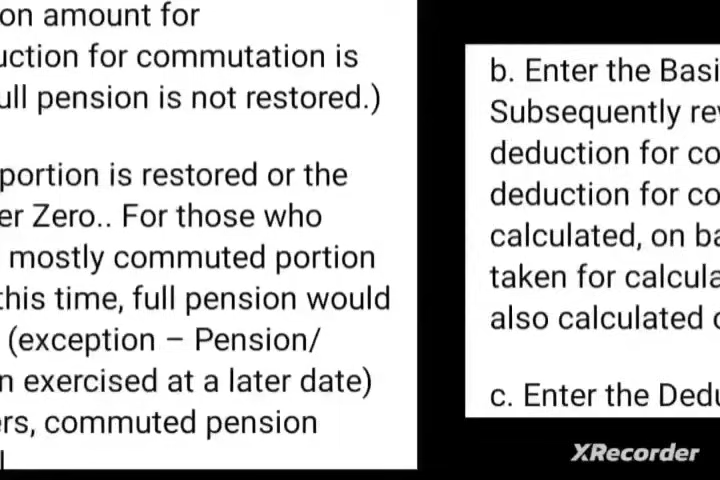 on amount for
uction for commutation is
ull pension is not restored.)
portion is restored or the
er Zero.. For those who
mostly commuted portion
this time, full pension would
(exception – Pension/
n exercised at a later date)
rs, commuted pension
b. Enter the Basi
Subsequently re
deduction for co
deduction for co
calculated, on ba
taken for calcula
also calculated
c. Enter the Dedu
XRecorder